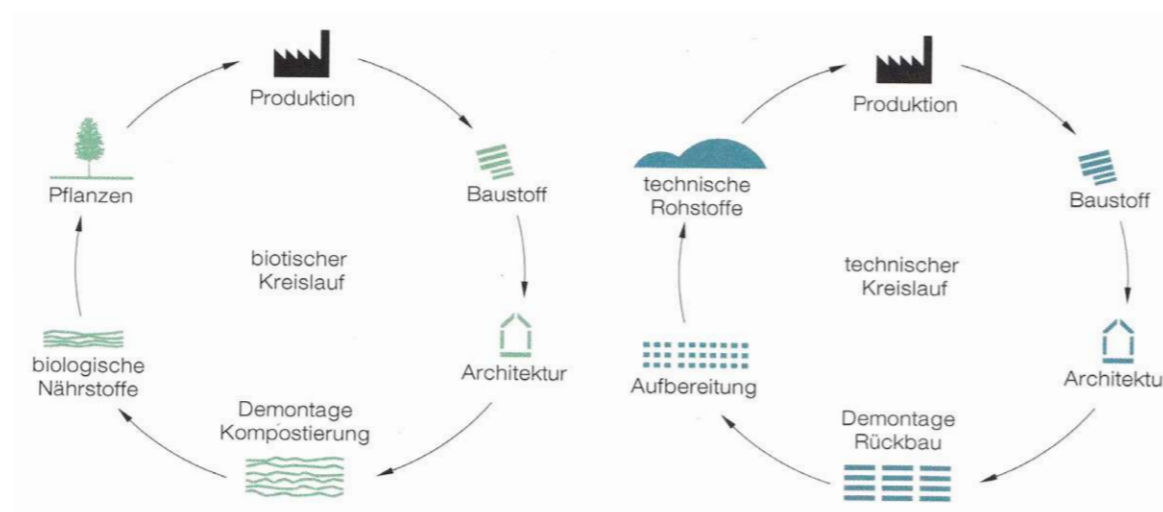 Produktion
Baustoff
Architektur
Demontage
Kompostierung
biologische
Nährstoffe
Pflanzen
biotischer
Kreislauf
Produktion
Baustoff
Architektu
Demontage
Rückbau
Aufbereitung
technische
Rohstoffe
technischer
Kreislauf